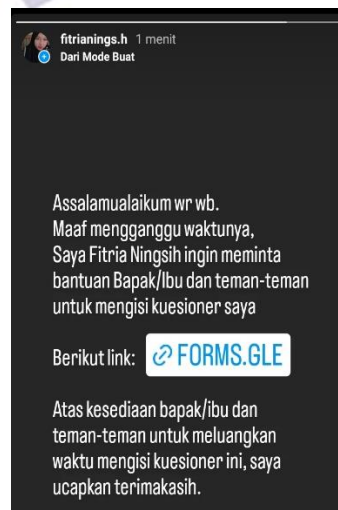 fitrianings.h 1 menit
Dari Mode Buat
Assalamualaikum wr wb.
Maaf mengganggu waktunya,
Saya Fitria Ningsih ingin meminta
bantuan Bapak/Ibu dan teman-teman
untuk mengisi kuesioner saya
Berikut link: FORMS.GLE
Atas kesediaan bapak/ibu dan
teman-teman untuk meluangkan
waktu mengisi kuesioner ini, saya
ucapkan terimakasih.